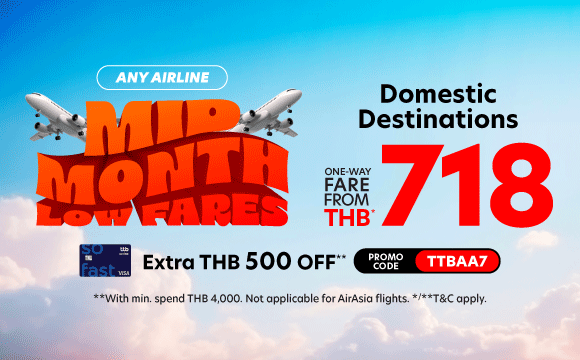 ANY AIRLINE
MID
MONTH
LOW FARES
Domestic
Destinations
ONE-WAY
FARE
FROM
THB*
718
so
fast
ttb
VISA
Extra THB 500 OFF**
PROMO
CODE
TTBAA7
**With min. spend THB 4,000. Not applicable for AirAsia flights. */**T&C apply.